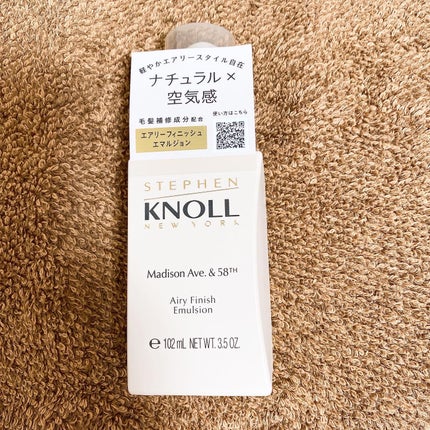 軽やかエアリースタイル自在
ナチュラル×
空気感
毛髪補修成分配合
使い方はこちら
エアリーフィニッシュ
エマルジョン
STEPHEN
KNOLL
NEW YORK
Madison Ave. & 58TH
Airy Finish
Emulsion
℮ 102 mL NET WT. 3.5 OZ.